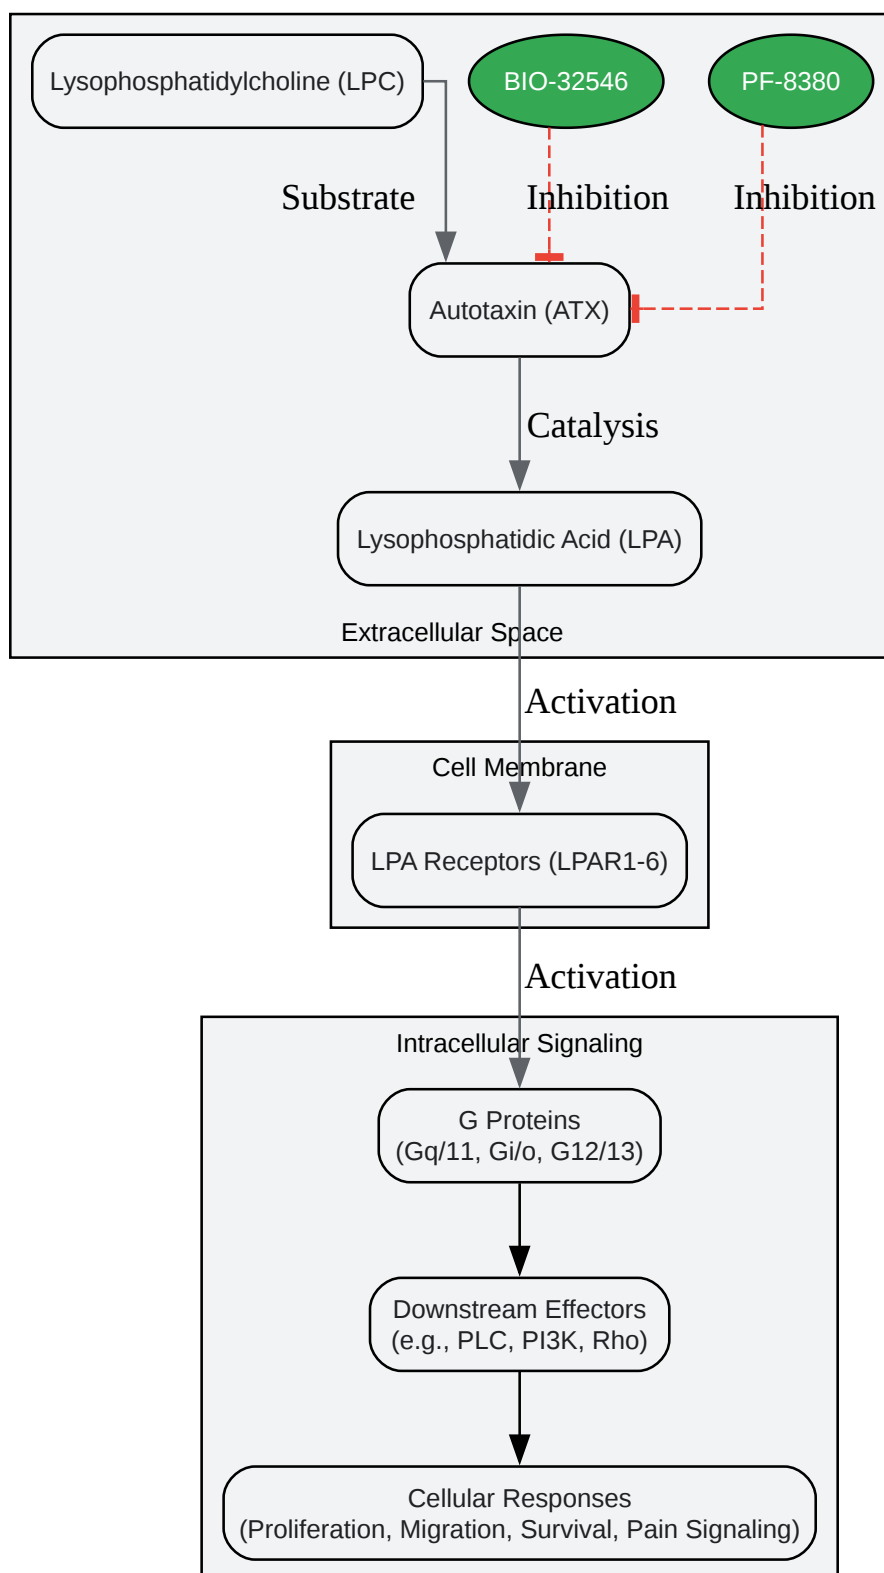 Lysophosphatidylcholine (LPC)
BIO-32546
PF-8380
Substrate
Inhibition
Inhibition
Autotaxin (ATX)
Catalysis
Lysophosphatidic Acid (LPA)
Extracellular Space
Activation
Cell Membrane
LPA Receptors (LPAR1-6)
Activation
Intracellular Signaling
G Proteins
(Gq/11, Gi/o, G12/13)
Downstream Effectors
(e.g., PLC, PI3K, Rho)
Cellular Responses
(Proliferation, Migration, Survival, Pain Signaling)